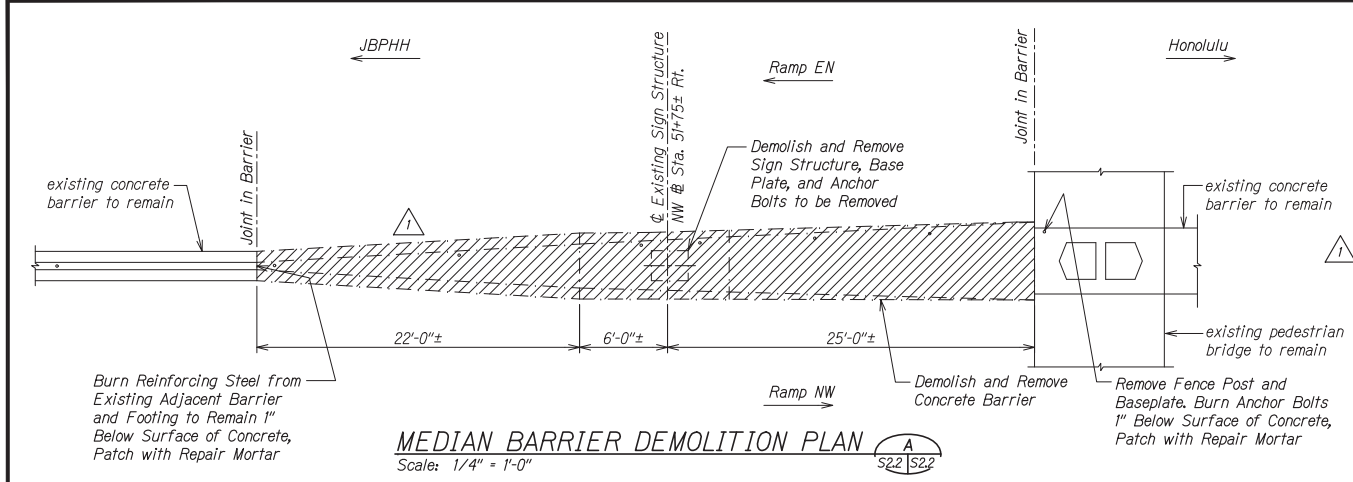 JBPHH
Honolulu
Ramp EN
Joint in Barrier
℄ Existing Sign Structure
NW ℄ Sta. 51+75± Rt.
Joint in Barrier
Demolish and Remove
Sign Structure, Base
Plate, and Anchor
Bolts to be Removed
existing concrete
barrier to remain
existing concrete
barrier to remain
1
1
22'-0"±
6'-0"±
25'-0"±
existing pedestrian
bridge to remain
Burn Reinforcing Steel from
Existing Adjacent Barrier
and Footing to Remain 1"
Below Surface of Concrete,
Patch with Repair Mortar
Ramp NW
Demolish and Remove
Concrete Barrier
Remove Fence Post and
Baseplate. Burn Anchor Bolts
1" Below Surface of Concrete,
Patch with Repair Mortar
MEDIAN BARRIER DEMOLITION PLAN
Scale: 1/4" = 1'-0"
A
S2.2 S2.2